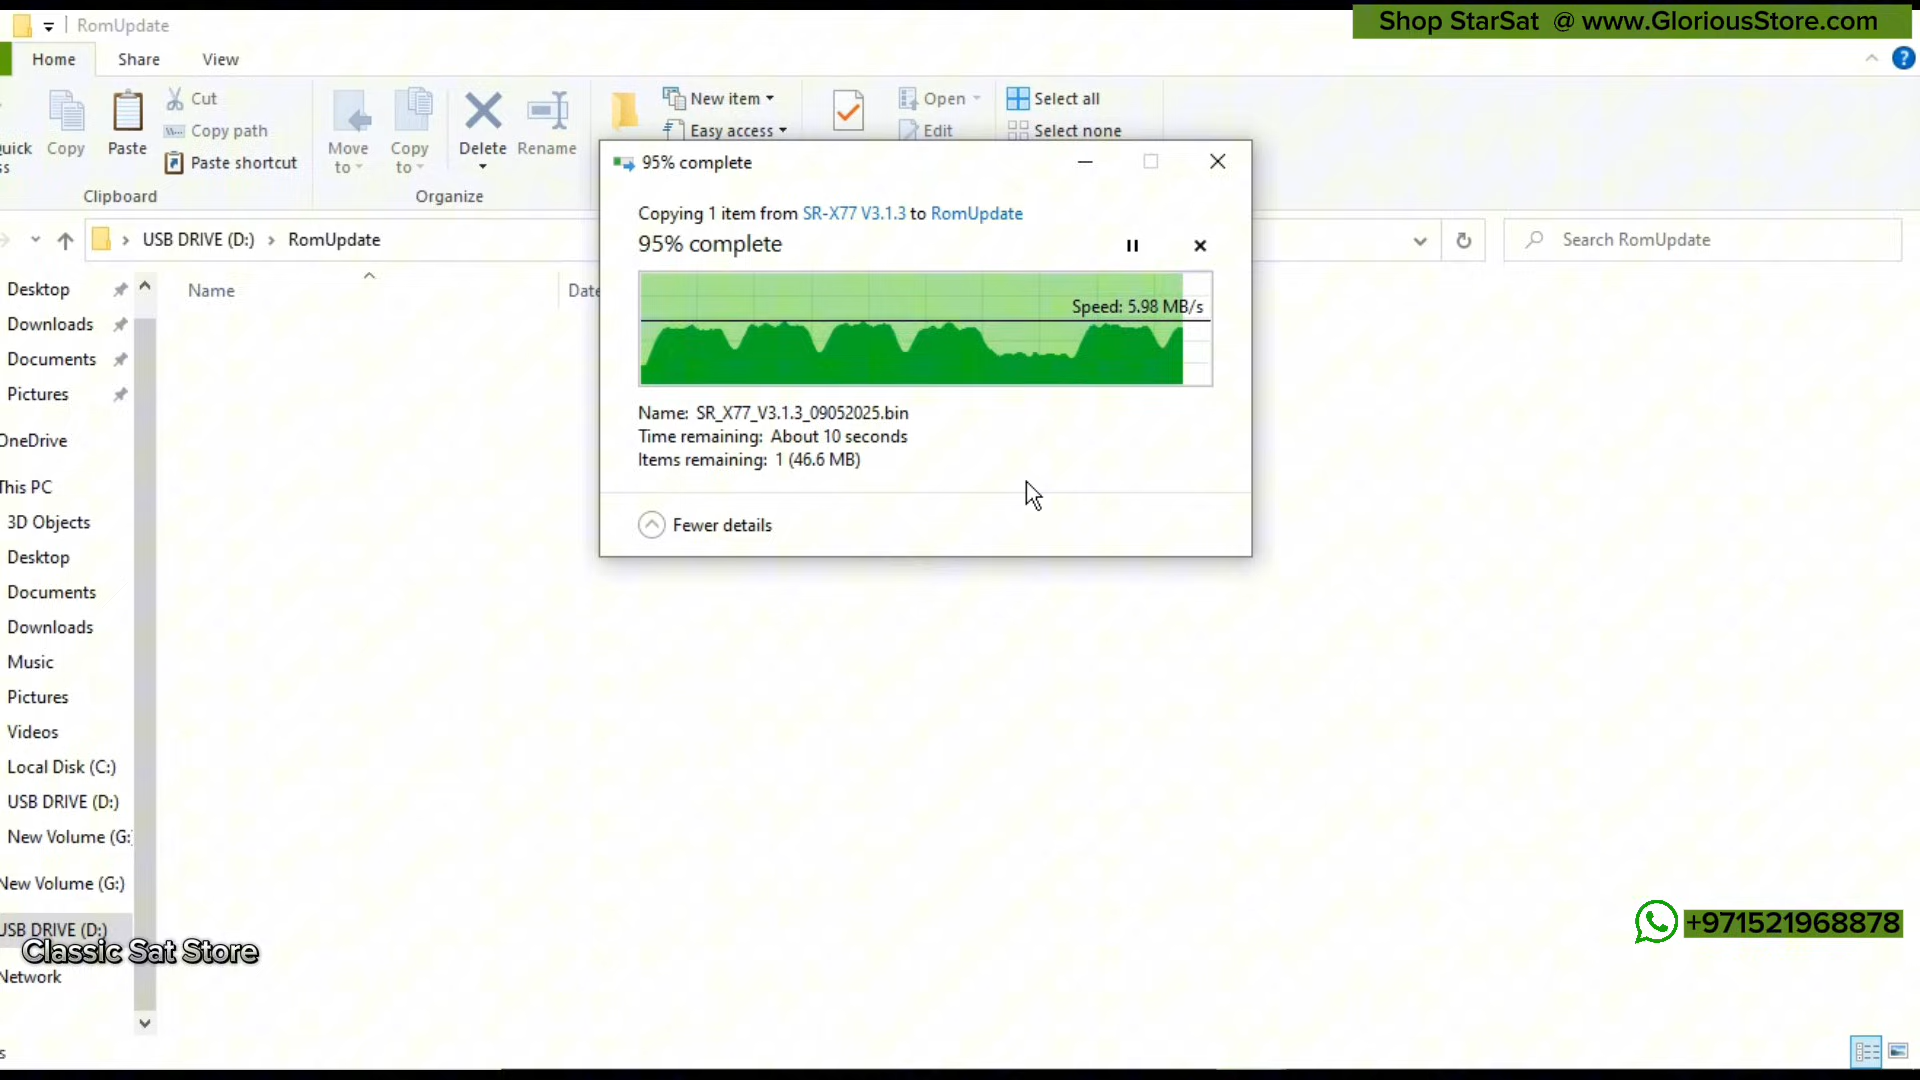 RomUpdate
Shop StarSat @ www.GloriousStore.com
Home
Share
View
Copy
Paste
Cut
Copy path
Paste shortcut
Clipboard
Move to
Copy to
Delete
Rename
Organize
New item
Easy access
Open
Edit
Select all
Select none
USB DRIVE (D:)
RomUpdate
Search RomUpdate
Name
95% complete
Copying 1 item from SR-X77 V3.1.3 to RomUpdate
95% complete
Speed: 5.98 MB/s
Name: SR_X77_V3.1.3_09052025.bin
Time remaining: About 10 seconds
Items remaining: 1 (46.6 MB)
Fewer details
Desktop
Downloads
Documents
Pictures
OneDrive
This PC
3D Objects
Desktop
Documents
Downloads
Music
Pictures
Videos
Local Disk (C:)
USB DRIVE (D:)
New Volume (G:
New Volume (G:)
USB DRIVE (D:)
Classic Sat Store
Network
+971521968878